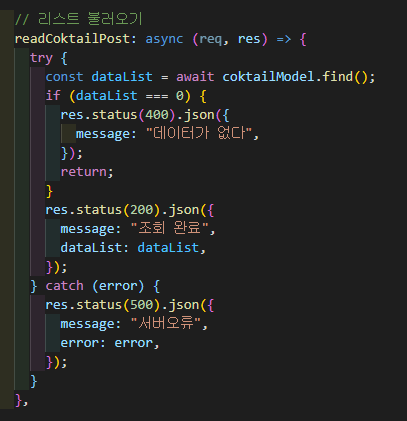 // 리스트 불러오기
readCoktailPost: async (req, res) => {
try {
const dataList = await coktailModel.find();
if (dataList === 0) {
res.status(400).json({
message: "데이터가 없다",
});
return;
}
res.status(200).json({
message: "조회 완료",
dataList: dataList,
});
} catch (error) {
res.status(500).json({
message: "서버오류",
error: error,
});
}
},